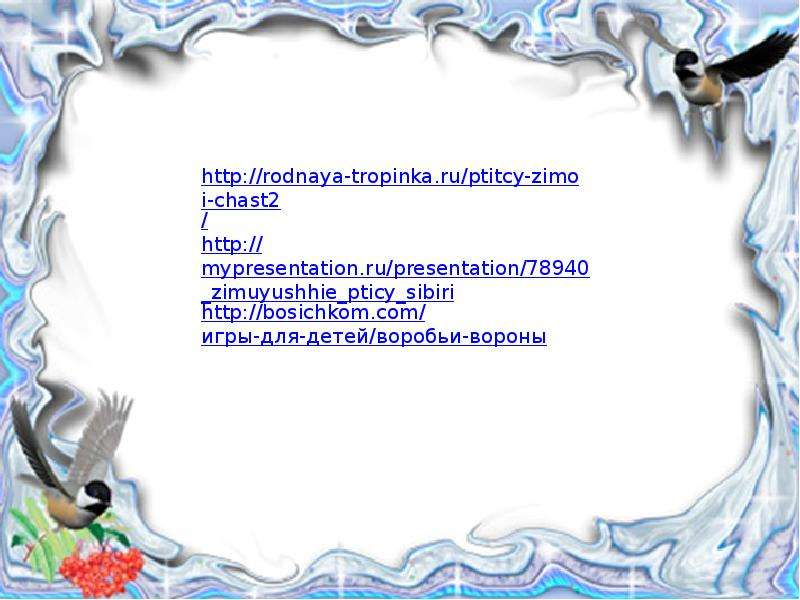 http://rodnaya-tropinka.ru/ptitcy-zimo
i-chast2
/
http://
mypresentation.ru/presentation/78940
_zimuyushhie_pticy_sibiri
http://bosichkom.com/
игры-для-детей/воробьи-вороны